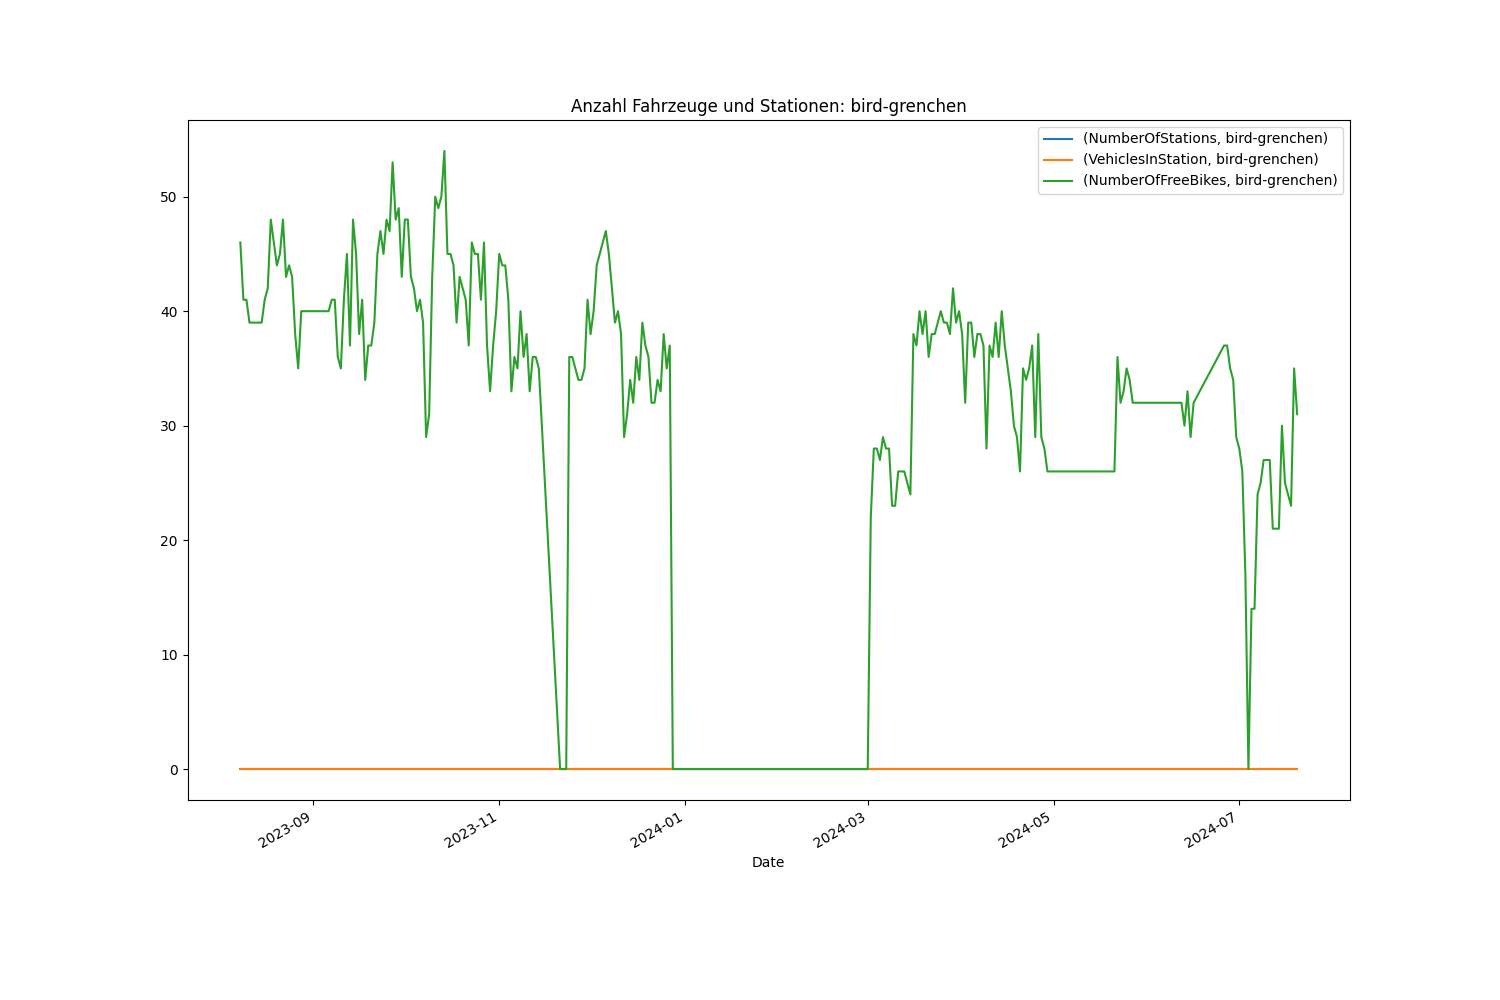 Anzahl Fahrzeuge und Stationen: bird-grenchen
(NumberOfStations, bird-grenchen)
(VehiclesInStation, bird-grenchen)
(NumberOfFreeBikes, bird-grenchen)
50
40
30
20
10
0
2023-09
2023-11
2024-01
2024-03
2024-05
2024-07
Date